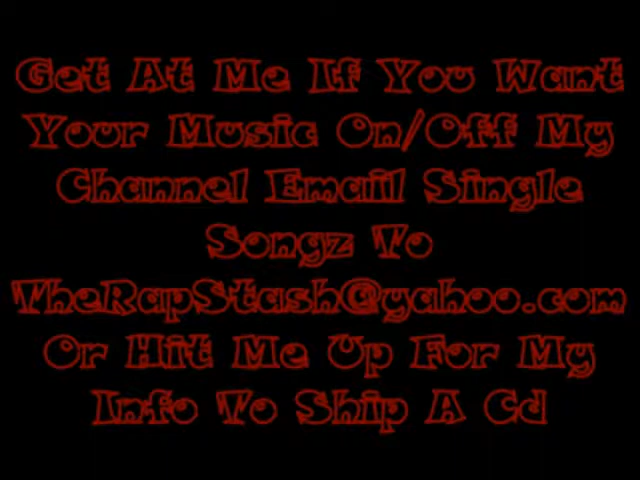 Get At Me If You Want
Your Music On/Off My
Channel Email Single
Songz To
TheRapStash@yahoo.com
Or Hit Me Up For My
Info To Ship A Cd